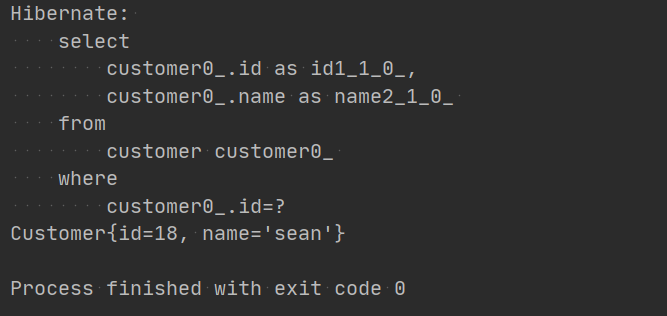 Hibernate:
    select
        customer0_.id as id1_1_0_,
        customer0_.name as name2_1_0_
    from
        customer customer0_
    where
        customer0_.id=?
Customer{id=18, name='sean'}

Process finished with exit code 0